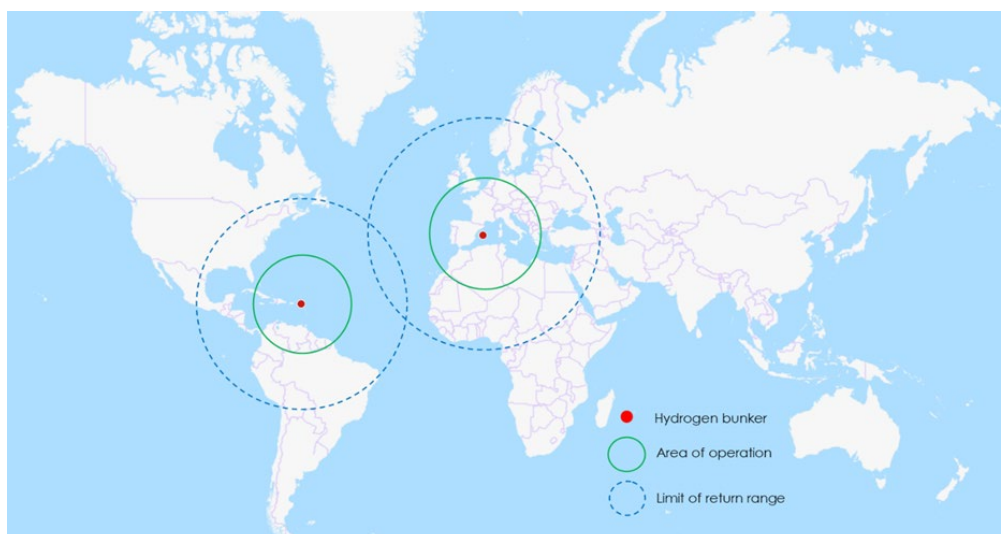 Hydrogen bunker
Area of operation
Limit of return range